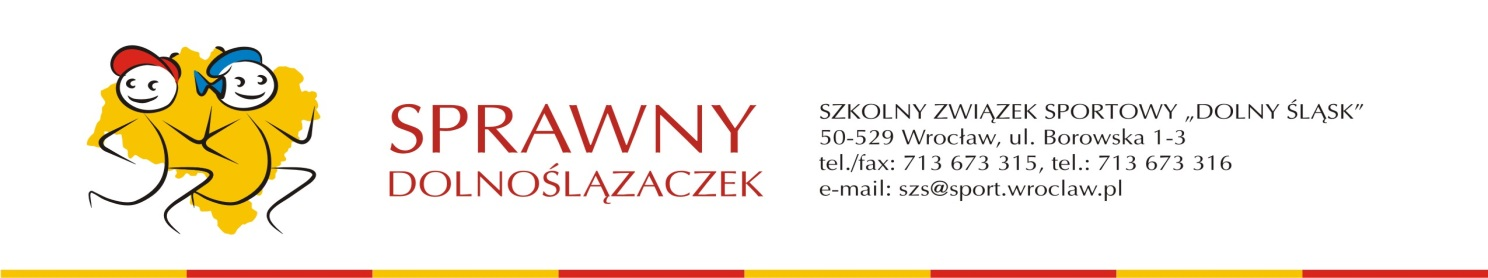 SPRAWNY
DOLNOŚLĄZACZEK
SZKOLNY ZWIĄZEK SPORTOWY „DOLNY ŚLĄSK”
50-529 Wrocław, ul. Borowska 1-3
tel./fax: 713 673 315, tel.: 713 673 316
e-mail: szs@sport.wroclaw.pl